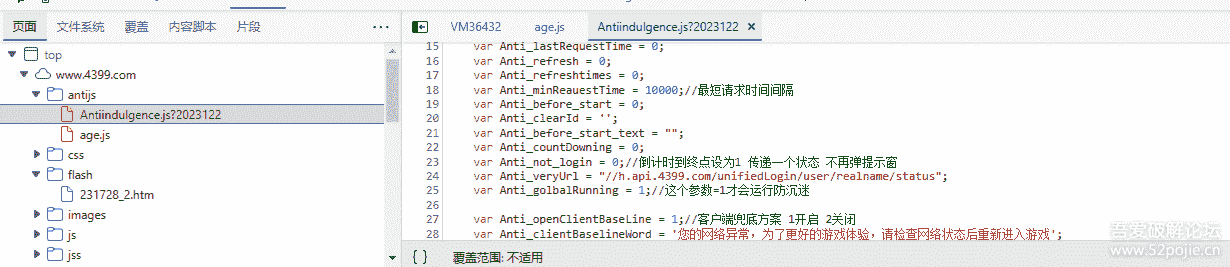 页面 文件系统 覆盖 内容脚本 片段 ⋯
VM36432 age.js Antiindulgence.js?2023122 ×
top
www.4399.com
antijs
Antiindulgence.js?2023122
age.js
css
flash
231728_2.htm
images
js
jss
15 var Anti_lastRequestTime = 0;
16 var Anti_refresh = 0;
17 var Anti_refreshtimes = 0;
18 var Anti_minReauestTime = 10000;//最短请求时间间隔
19 var Anti_before_start = 0;
20 var Anti_clearId = '';
21 var Anti_before_start_text = "";
22 var Anti_countDowning = 0;
23 var Anti_not_login = 0;//倒计时到终点设为1 传递一个状态 不再弹提示窗
24 var Anti_veryUrl = "//h.api.4399.com/unifiedLogin/user/realname/status";
25 var Anti_golbalRunning = 1;//这个参数=1才会运行防沉迷
26
27 var Anti_openClientBaseLine = 1;//客户端兜底方案 1开启 2关闭
28 var Anti_clientBaselineWord = '您的网络异常，为了更好的游戏体验，请检查网络状态后重新进入游戏';
{ } 覆盖范围: 不适用
吾爱破解论坛
www.52pojie.cn